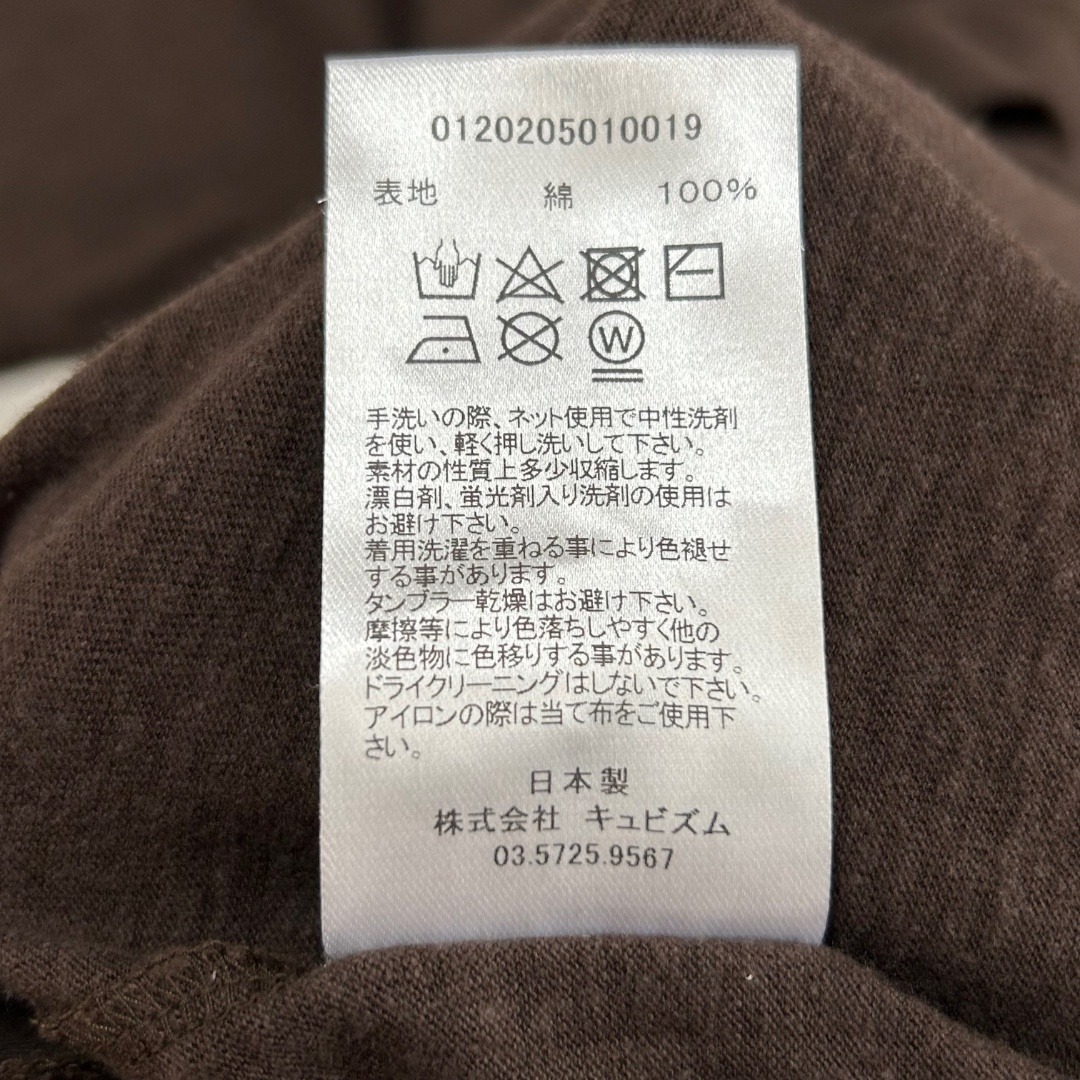 0120205010019
表地 綿 100%
W
手洗いの際、ネット使用で中性洗剤
を使い、軽く押し洗いして下さい。
素材の性質上多少収縮します。
漂白剤、蛍光剤入り洗剤の使用は
お避け下さい。
着用洗濯を重ねる事により色褪せ
する事があります。
タンブラー乾燥はお避け下さい。
摩擦等により色落ちしやすく他の
淡色物に色移りする事があります。
ドライクリーニングはしないで下さい。
アイロンの際は当て布をご使用下
さい。
日本製
株式会社 キュビズム
03.5725.9567